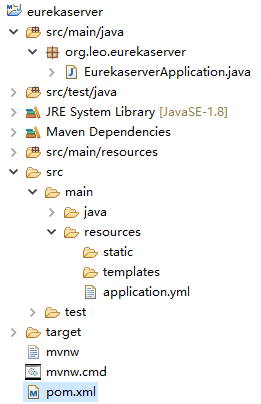 eurekaserver
src/main/java
org.leo.eurekaserver
EurekaserverApplication.java
src/test/java
JRE System Library [JavaSE-1.8]
Maven Dependencies
src/main/resources
src
main
java
resources
static
templates
application.yml
test
target
mvnw
mvnw.cmd
pom.xml